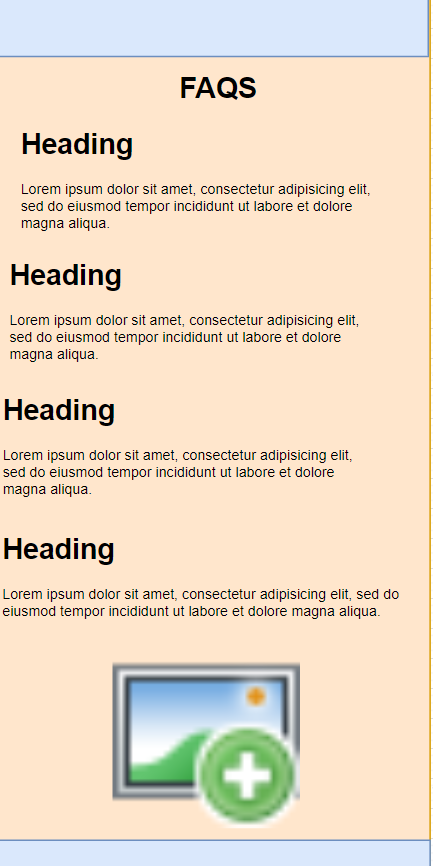 FAQS
Heading
Lorem ipsum dolor sit amet, consectetur adipisicing elit,
sed do eiusmod tempor incididunt ut labore et dolore
magna aliqua.
Heading
Lorem ipsum dolor sit amet, consectetur adipisicing elit,
sed do eiusmod tempor incididunt ut labore et dolore
magna aliqua.
Heading
Lorem ipsum dolor sit amet, consectetur adipisicing elit,
sed do eiusmod tempor incididunt ut labore et dolore
magna aliqua.
Heading
Lorem ipsum dolor sit amet, consectetur adipisicing elit, sed do
eiusmod tempor incididunt ut labore et dolore magna aliqua.